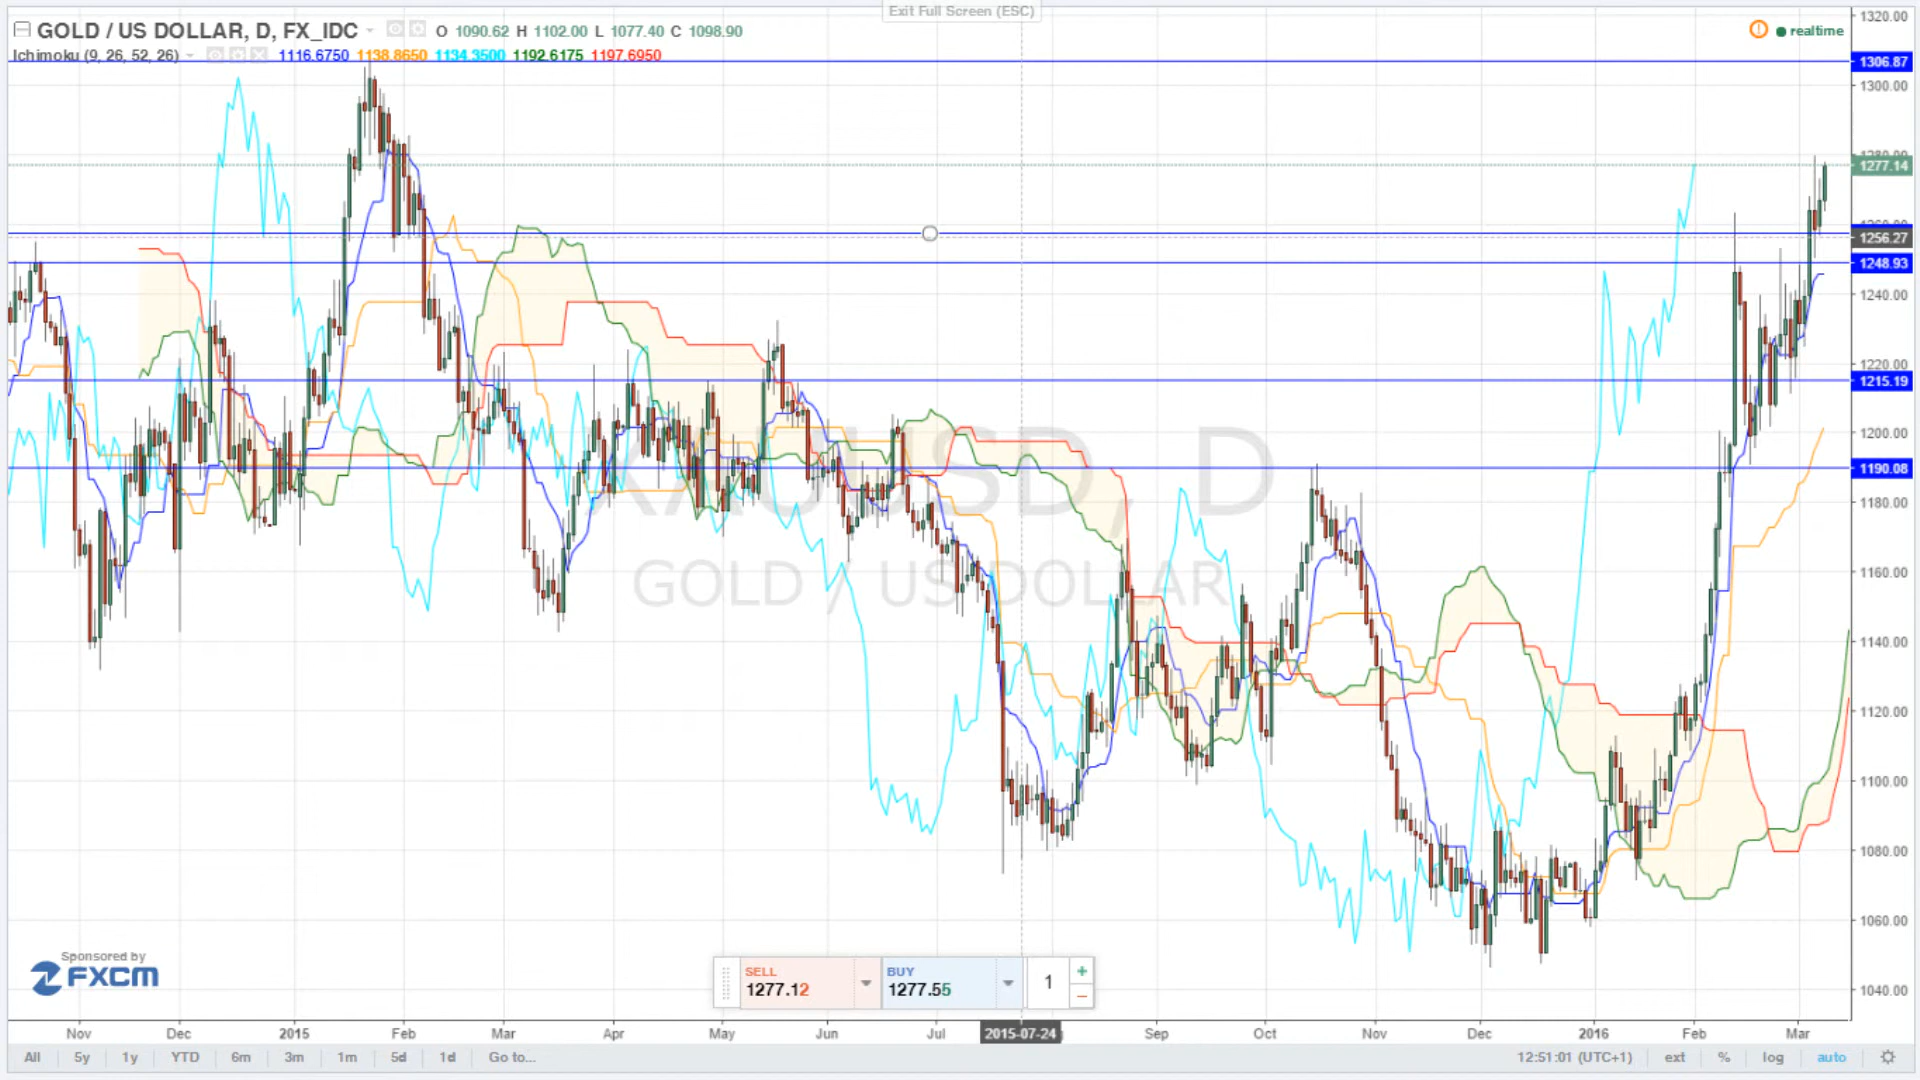 Exit Full Screen (ESC)
GOLD / US DOLLAR, D, FX_IDC O 1090.62 H 1102.00 L 1077.40 C 1098.90
realtime
Ichimoku (9, 26, 52, 26) 1116.6750 1138.8650 1134.3500 1192.6175 1197.6950
1320.00
1306.87
1300.00
1280.00
1277.14
1260.00
1256.27
1248.93
1240.00
1220.00
1215.19
1200.00
1190.08
1180.00
1160.00
1140.00
1120.00
1100.00
1080.00
1060.00
1040.00
XAUUSD, D
GOLD / US DOLLAR
Sponsored by
FXCM
SELL
1277.12
BUY
1277.55
1
+
−
Nov Dec 2015 Feb Mar Apr May Jun Jul 2015-07-24 Sep Oct Nov Dec 2016 Feb Mar
All 5y 1y YTD 6m 3m 1m 5d 1d Go to... 12:51:01 (UTC+1) ext % log auto